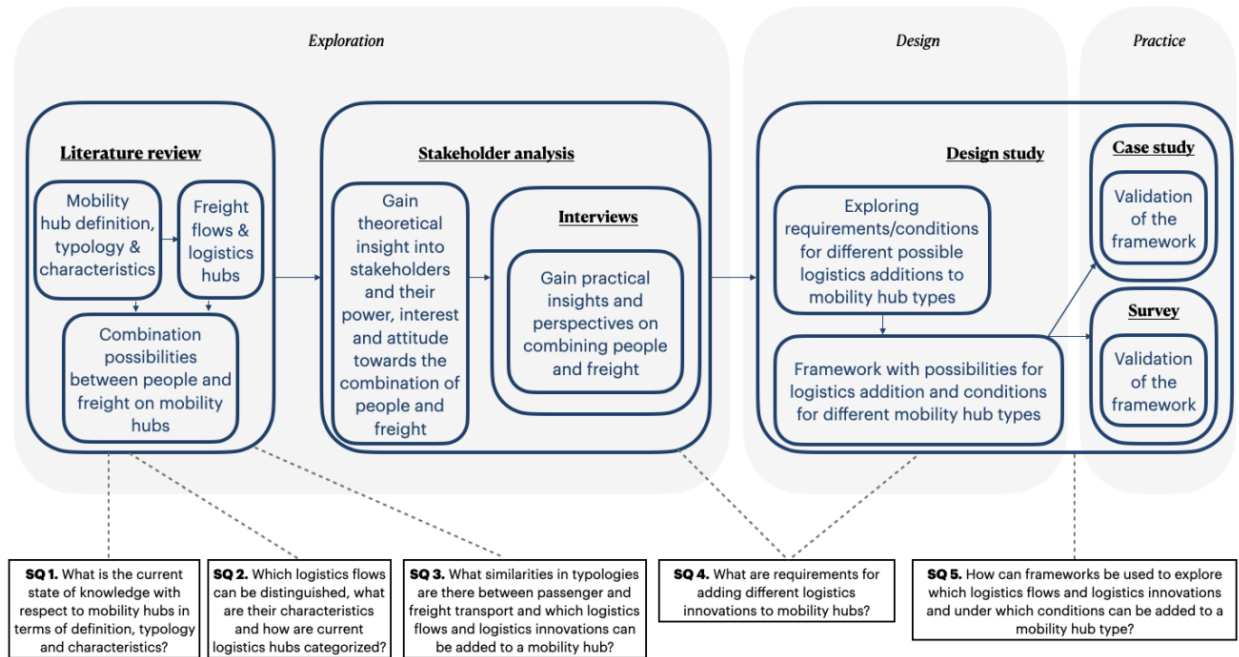 Exploration
Design
Practice
Literature review
Mobility
hub definition,
typology &
characteristics
Freight
flows &
logistics
hubs
Combination
possibilities
between people and
freight on mobility
hubs
Stakeholder analysis
Gain
theoretical
insight into
stakeholders
and their
power, interest
and attitude
towards the
combination of
people and
freight
Interviews
Gain practical
insights and
perspectives on
combining people
and freight
Design study
Exploring
requirements/conditions
for different possible
logistics additions to
mobility hub types
Framework with possibilities for
logistics addition and conditions
for different mobility hub types
Case study
Validation
of the
framework
Survey
Validation
of the
framework
SQ 1. What is the current
state of knowledge with
respect to mobility hubs in
terms of definition, typology
and characteristics?
SQ 2. Which logistics flows
can be distinguished, what
are their characteristics
and how are current
logistics hubs categorized?
SQ 3. What similarities in typologies
are there between passenger and
freight transport and which logistics
flows and logistics innovations can
be added to a mobility hub?
SQ 4. What are requirements for
adding different logistics
innovations to mobility hubs?
SQ 5. How can frameworks be used to explore
which logistics flows and logistics innovations
and under which conditions can be added to a
mobility hub type?